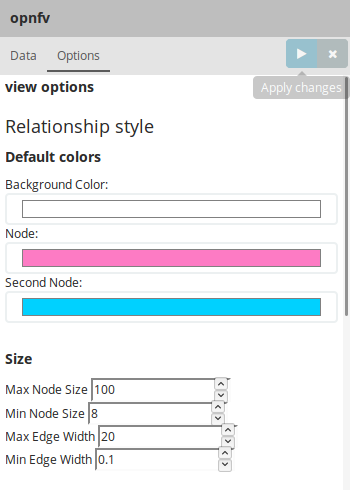 opnfv
Data Options
Apply changes
view options
Relationship style
Default colors
Background Color:
Node:
Second Node:
Size
Max Node Size 100
Min Node Size 8
Max Edge Width 20
Min Edge Width 0.1